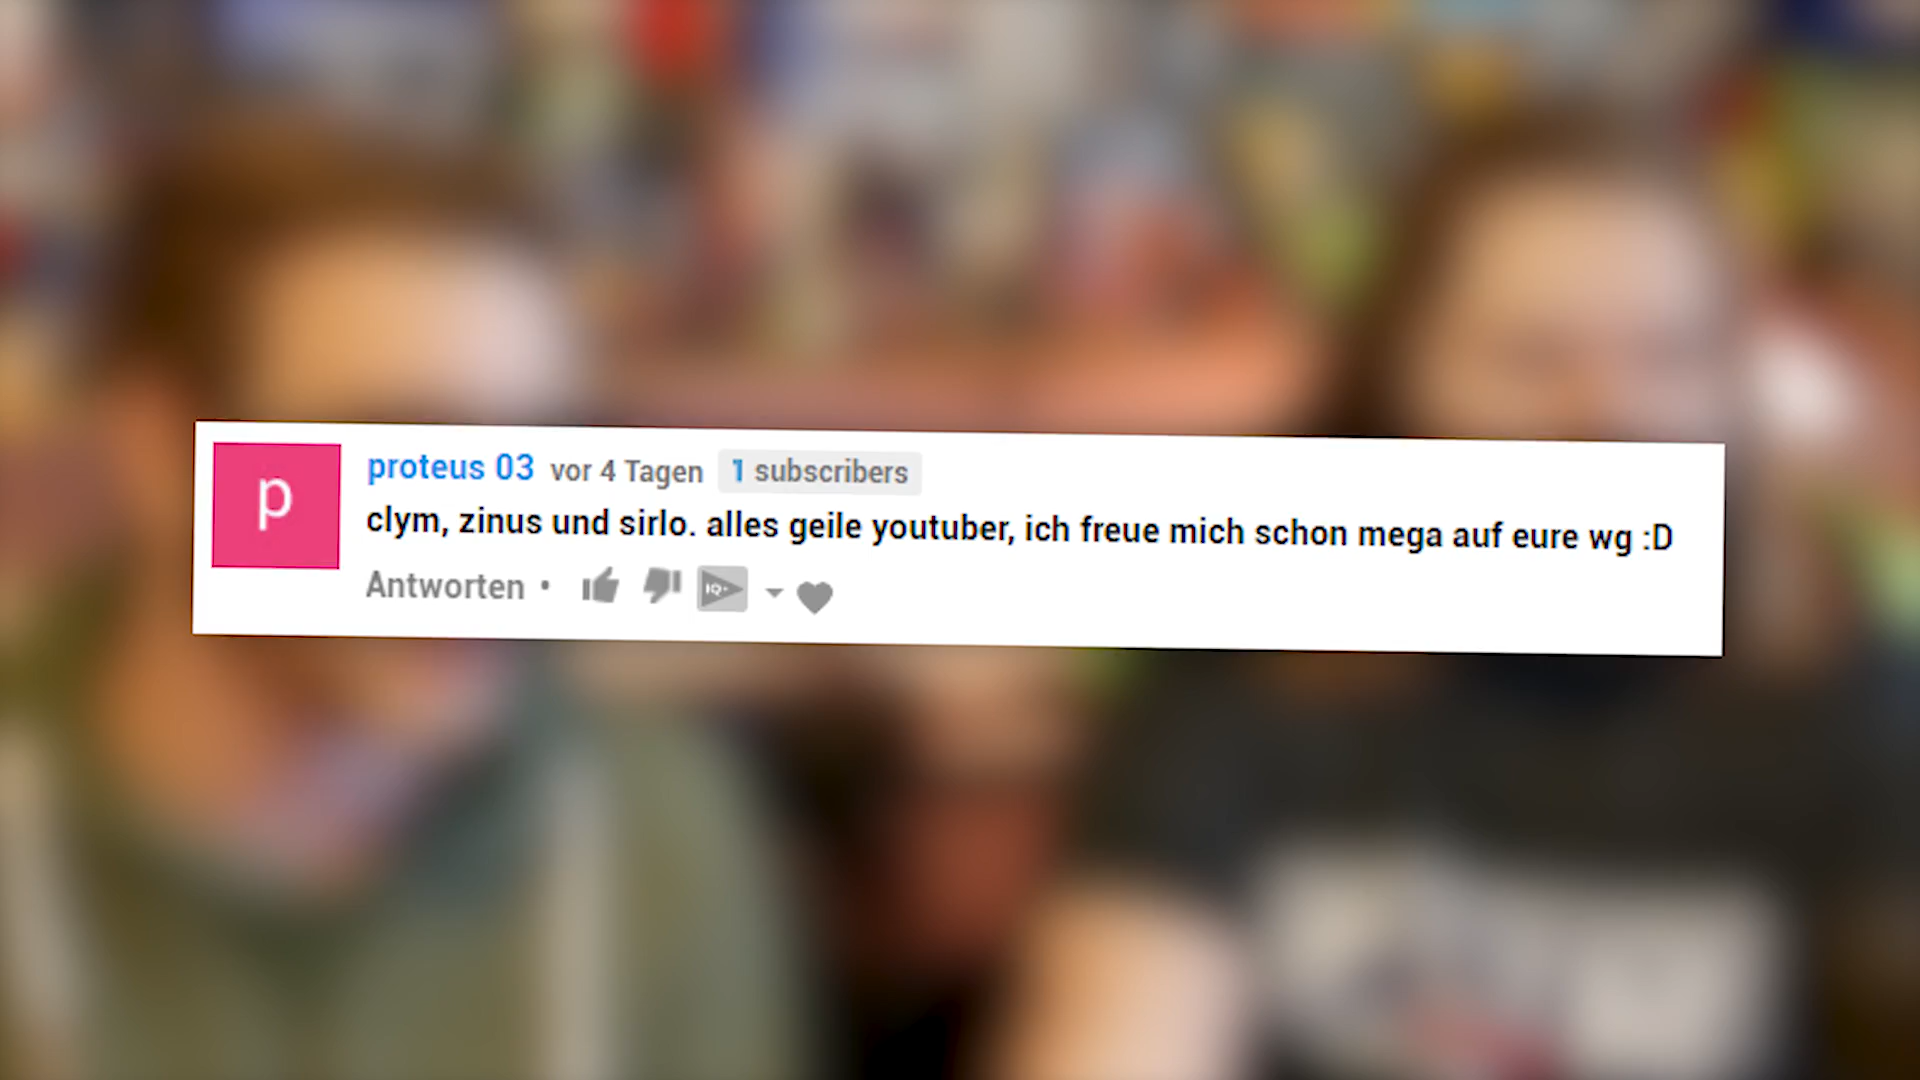 p
proteus 03 vor 4 Tagen 1 subscribers
clym, zinus und sirlo. alles geile youtuber, ich freue mich schon mega auf eure wg :D
Antworten •
IQ+